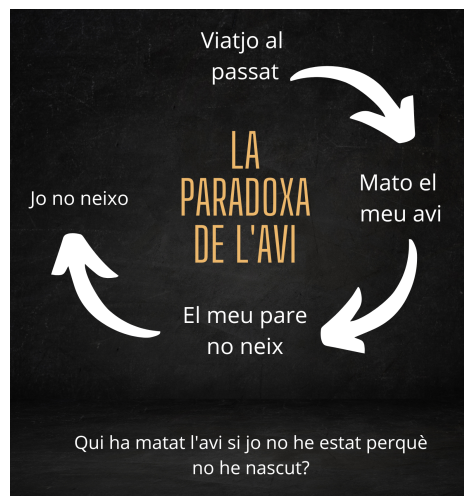 Viatjo al
passat
Mato el
meu avi
LA
PARADOXA
DE L'AVI
Jo no neixo
El meu pare
no neix
Qui ha matat l'avi si jo no he estat perquè
no he nascut?